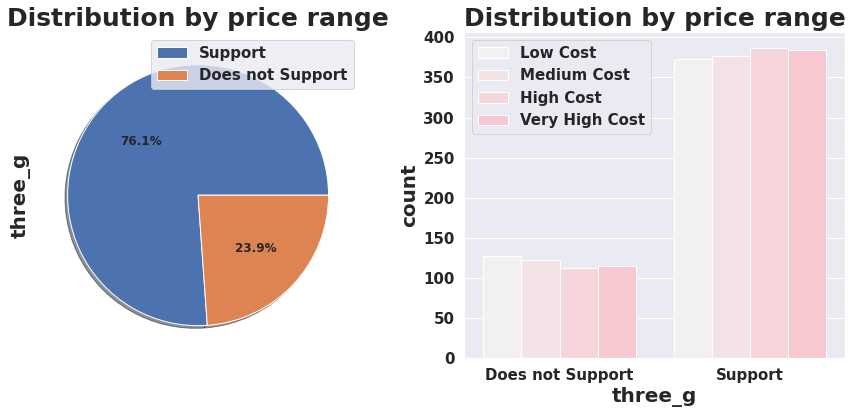 Distribution by price range
Support
Does not Support
76.1%
23.9%
three_g
Distribution by price range
Low Cost
Medium Cost
High Cost
Very High Cost
400
350
300
250
200
150
100
50
0
count
Does not Support
Support
three_g